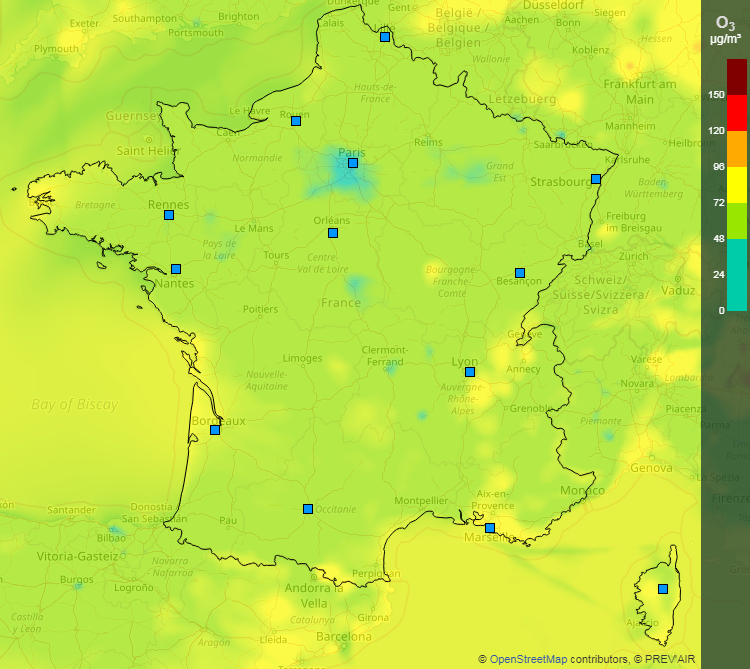 Dunkerque
Gent
Düsseldorf
Siegen
Southampton
Brighton
Exeter
Portsmouth
Plymouth
Calais
Lille
België /
Belgique /
Belgien
Aachen
Bonn
Koblenz
Hessen
Wallonie
O₃
µg/m³
Hauts-de-
France
Letzebuerg
Frankfurt am
Main
150
Guernsey
Le Havre
Rouen
Mannheim
120
Saint Helier
Caen
Normandie
Paris
Reims
Saarbrücken
Heilbronn
Karlsruhe
96
Grand
Est
Strasbourg
Baden-
Württemberg
72
Bretagne
Rennes
Le Mans
Orléans
Freiburg
im Breisgau
Pays de
la Loire
Tours
Centre-
Val de Loire
Basel
Zürich
48
Nantes
Bourgogne-
Franche-
Comté
Besançon
Schweiz/
Suisse/Svizzera/
Svizra
Vaduz
24
France
Poitiers
0
Genève
Limoges
Clermont-
Ferrand
Lyon
Annecy
Varese
Lombardia
Nouvelle-
Aquitaine
Auvergne-
Rhône-
Alpes
Novara
Bay of Biscay
Grenoble
Piacenza
Bordeaux
Piemonte
Parma
Genova
La Spezia
Aix-en-
Provence
Monaco
Montpellier
Firenze
Santander
Donostia
San Sebastián
Pau
Occitanie
Bilbao
Marseille
Vitoria-Gasteiz
Navarra
- Nafarroa
Burgos
Logroño
Perpignan
Andorra la
Vella
Girona
Castilla
y León
Catalunya
Ajaccio
Aragón
Lleida
Barcelona
Tarragona
© OpenStreetMap contributors, © PREV'AIR